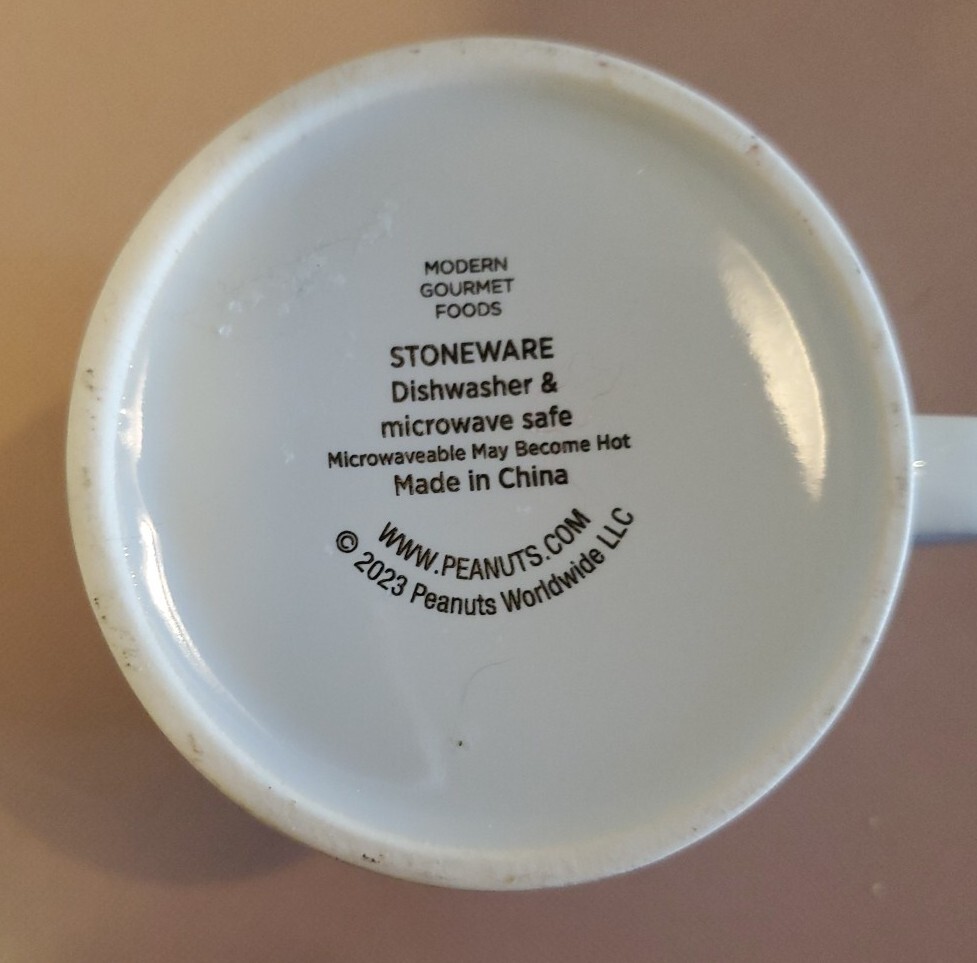 MODERN
GOURMET
FOODS
STONEWARE
Dishwasher &
microwave safe
Microwaveable May Become Hot
Made in China
WWW.PEANUTS.COM
© 2023 Peanuts Worldwide LLC